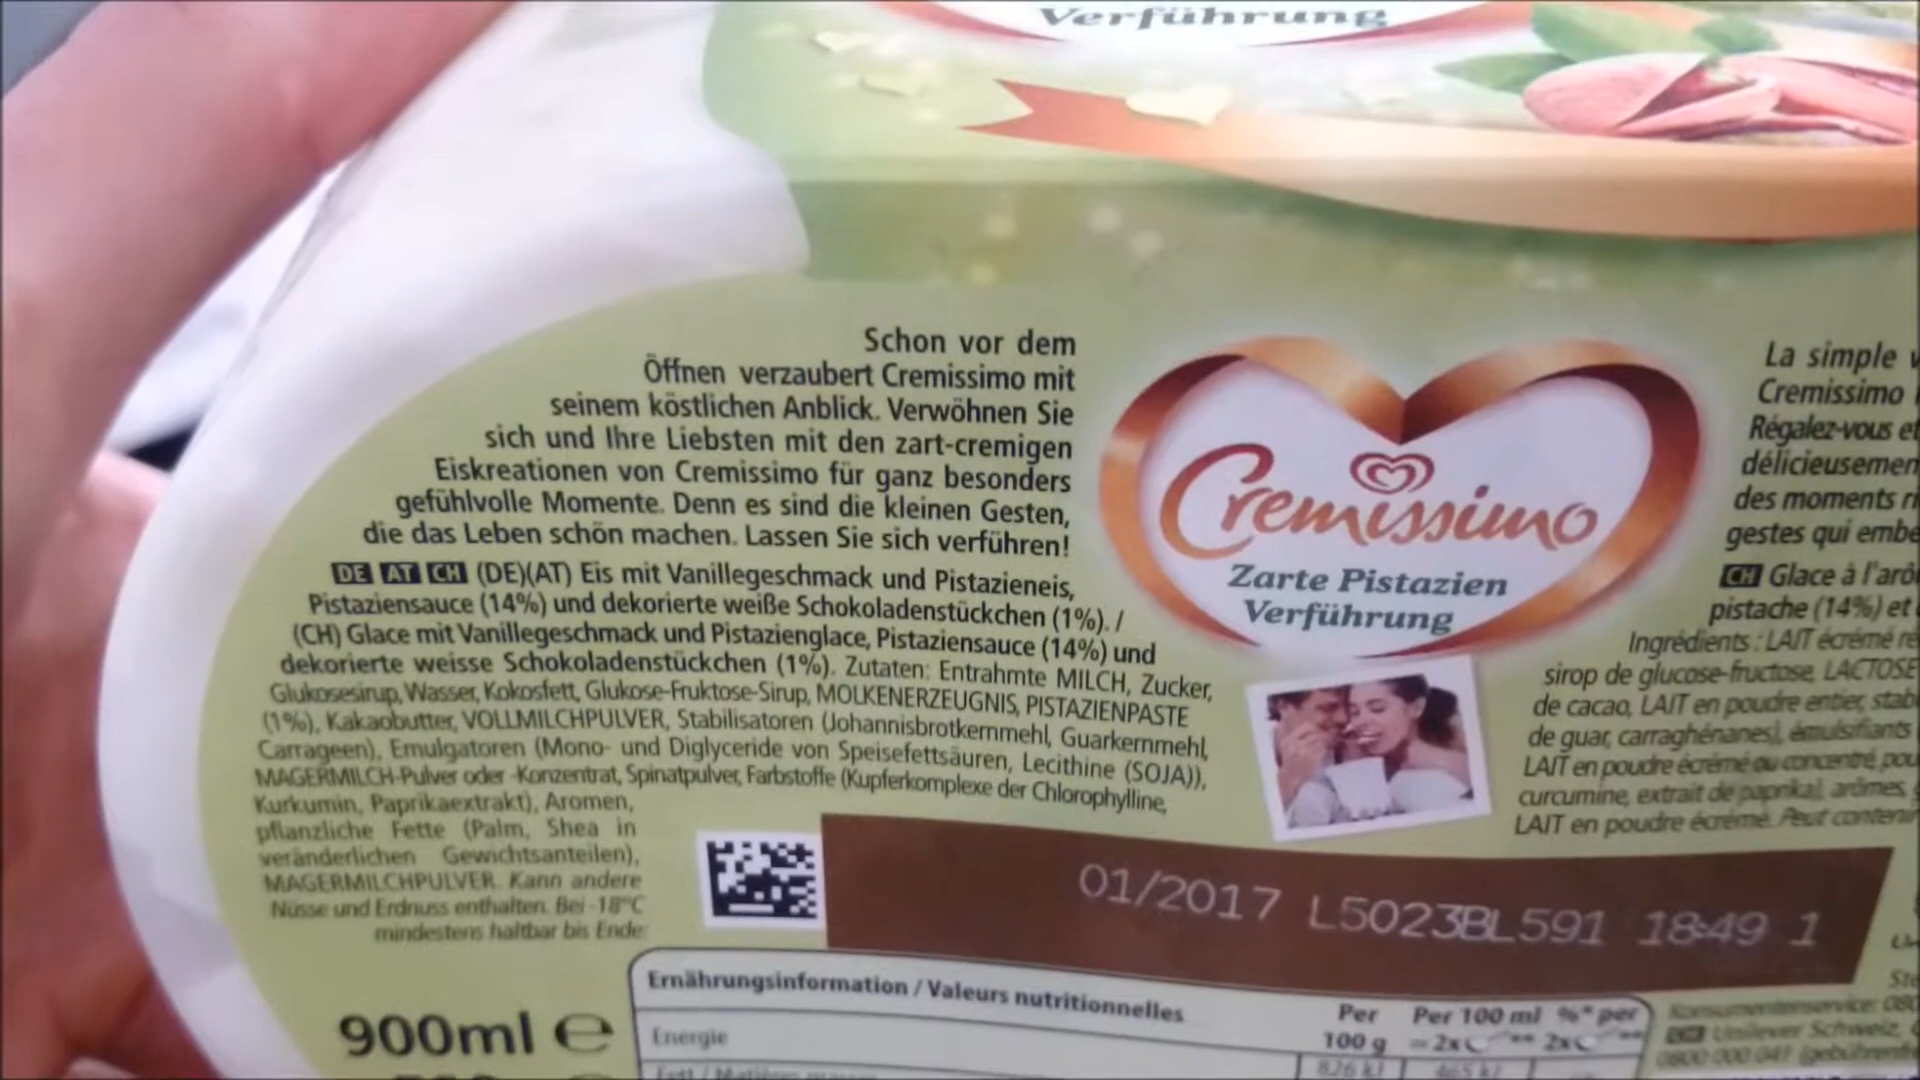 Verführung
Schon vor dem
Öffnen verzaubert Cremissimo mit
seinem köstlichen Anblick. Verwöhnen Sie
sich und Ihre Liebsten mit den zart-cremigen
Eiskreationen von Cremissimo für ganz besonders
gefühlvolle Momente. Denn es sind die kleinen Gesten,
die das Leben schön machen. Lassen Sie sich verführen!
DE AT CH (DE)(AT) Eis mit Vanillegeschmack und Pistazieneis,
Pistaziensauce (14%) und dekorierte weiße Schokoladenstückchen (1%). /
(CH) Glace mit Vanillegeschmack und Pistazienglace, Pistaziensauce (14%) und
dekorierte weisse Schokoladenstückchen (1%). Zutaten: Entrahmte MILCH, Zucker,
Glukosesirup, Wasser, Kokosfett, Glukose-Fruktose-Sirup, MOLKENERZEUGNIS, PISTAZIENPASTE
(1%), Kakaobutter, VOLLMILCHPULVER, Stabilisatoren (Johannisbrotkernmehl, Guarkernmehl,
Carrageen), Emulgatoren (Mono- und Diglyceride von Speisefettsäuren, Lecithine (SOJA)),
MAGERMILCH-Pulver oder -Konzentrat, Spinatpulver, Farbstoffe (Kupferkomplexe der Chlorophylline,
Kurkumin, Paprikaextrakt), Aromen,
pflanzliche Fette (Palm, Shea in
veränderlichen Gewichtsanteilen),
MAGERMILCHPULVER. Kann andere
Nüsse und Erdnuss enthalten. Bei -18°C
mindestens haltbar bis Ende:
Cremissimo
Zarte Pistazien
Verführung
La simple
Cremissimo
Régalez-vous et
des moments
gestes qui
CH Glace à
pistache (14%) et
Ingrédients : LAIT écrémé
sirop de glucose-fructose, LACTOSE
de cacao, LAIT en poudre entier,
de guar, carraghénanes), émulsifiants
LAIT en poudre écrémé ou concentré,
curcumine, extrait de paprika), arômes,
LAIT en poudre écrémé. Peut contenir
01/2017 L5023BL591 18:49 1
Ernährungsinformation / Valeurs nutritionnelles
Per
100 g
Per 100 ml %* per
Energie
826 kJ
465 kJ
900ml e
Konsumentenservice:
CH Unilever Schweiz,
0800 000 041